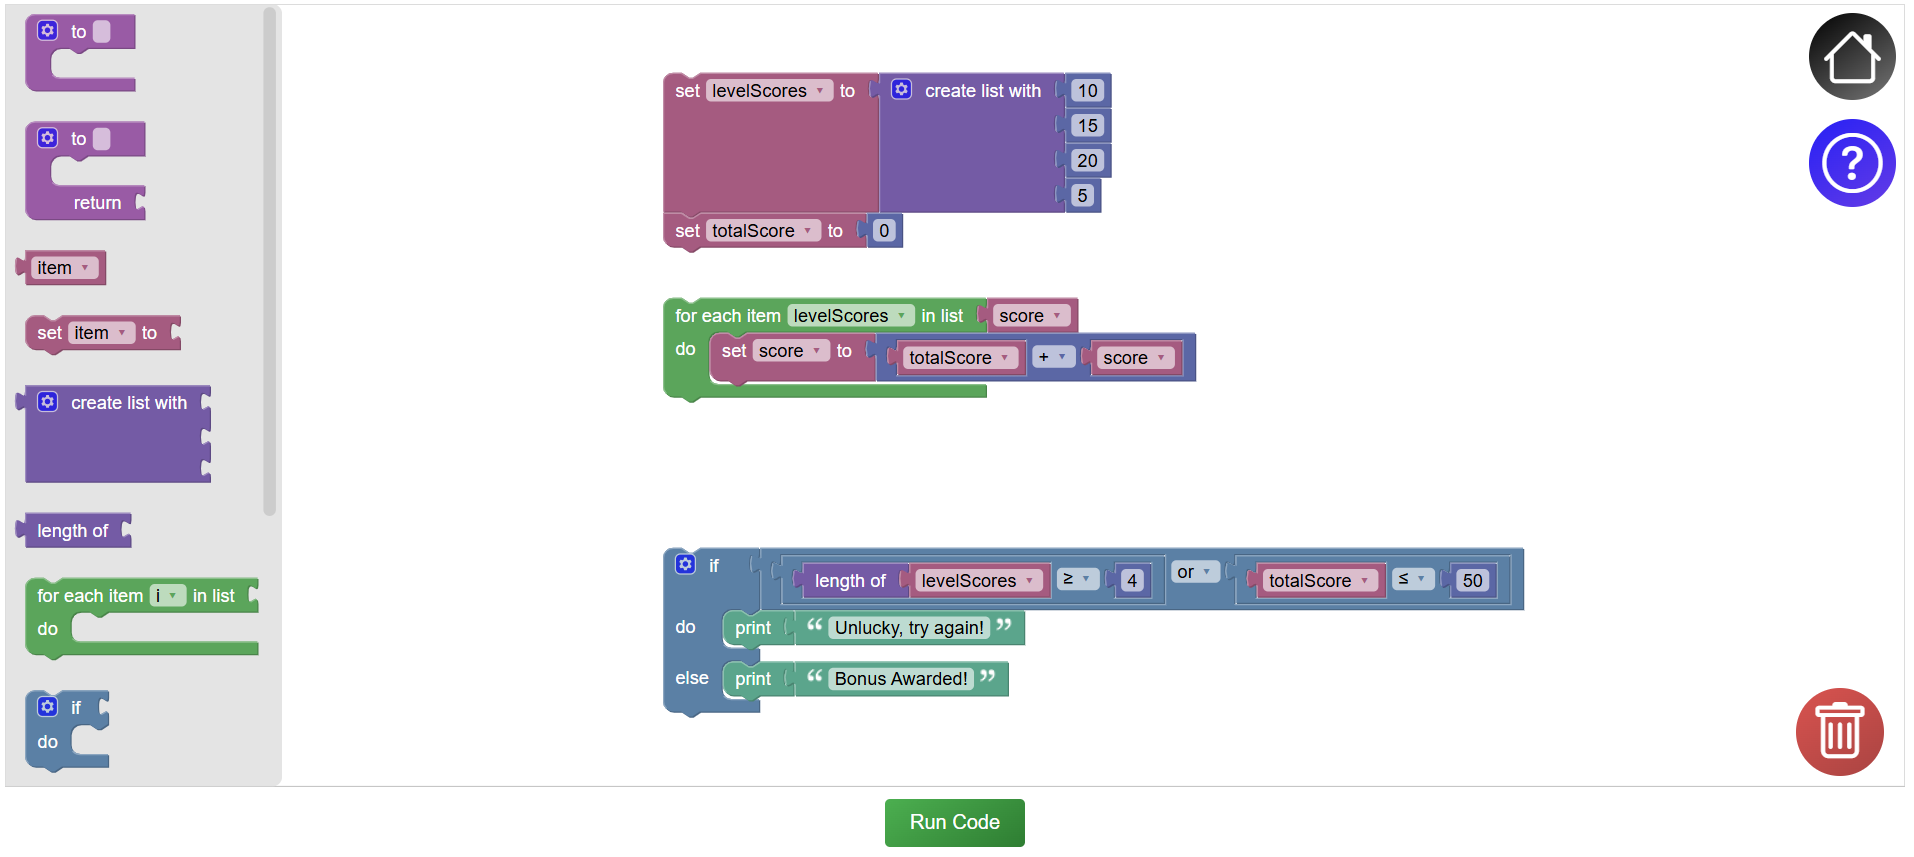 to
to
return
item
set item to
create list with
length of
for each item i in list
do
if
do
set levelScores to create list with 10
15
20
5
set totalScore to 0
for each item levelScores in list score
do set score to totalScore + score
if length of levelScores ≥ 4 or totalScore ≤ 50
do print “ Unlucky, try again! ”
else print “ Bonus Awarded! ”
?
Run Code